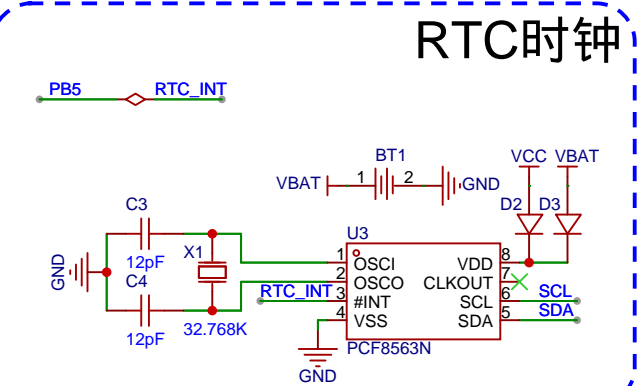 RTC时钟
PB5
RTC_INT
BT1
VBAT
1
2
GND
VCC
VBAT
D2
D3
C3
12pF
C4
12pF
GND
X1
32.768K
U3
1
OSCI
2
OSCO
RTC_INT
3
#INT
4
VSS
8
VDD
7
CLKOUT
6
SCL
SCL
5
SDA
SDA
PCF8563N
GND